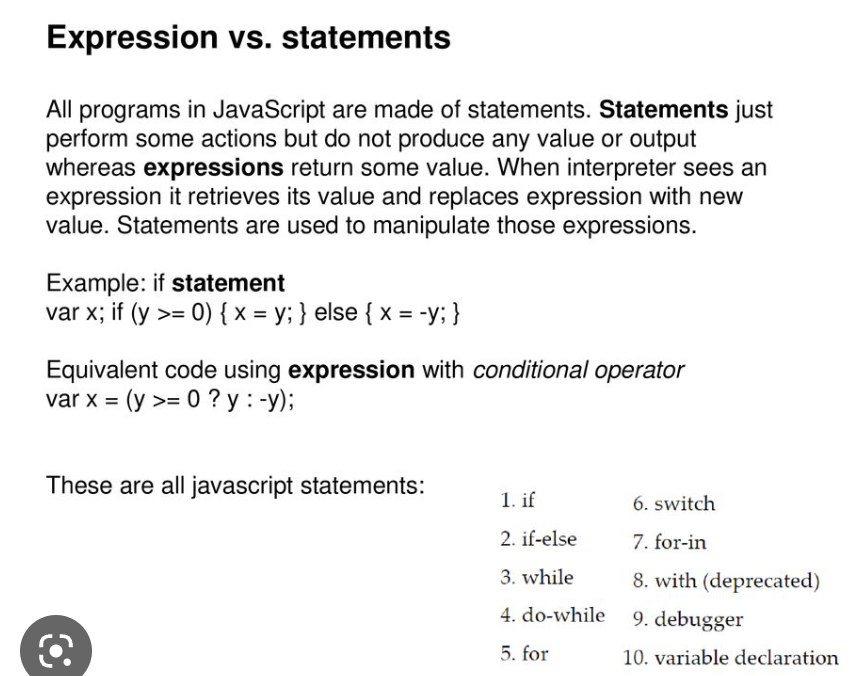 Expression vs. statements
All programs in JavaScript are made of statements. Statements just
perform some actions but do not produce any value or output
whereas expressions return some value. When interpreter sees an
expression it retrieves its value and replaces expression with new
value. Statements are used to manipulate those expressions.
Example: if statement
var x; if (y >= 0) { x = y; } else { x = -y; }
Equivalent code using expression with conditional operator
var x = (y >= 0 ? y : -y);
These are all javascript statements:
1. if
2. if-else
3. while
4. do-while
5. for
6. switch
7. for-in
8. with (deprecated)
9. debugger
10. variable declaration